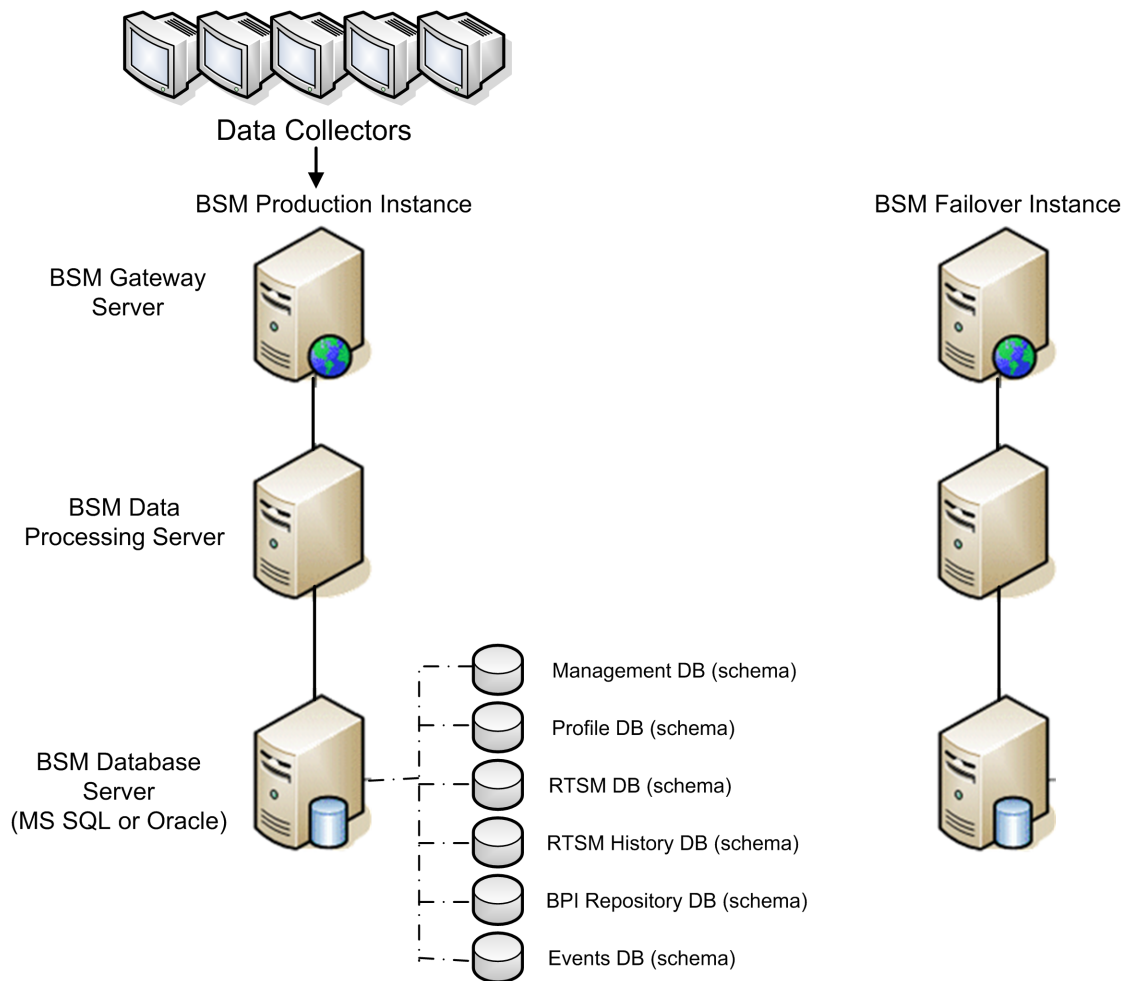 Data Collectors
BSM Production Instance
BSM Failover Instance
BSM Gateway
Server
BSM Data
Processing Server
BSM Database
Server
(MS SQL or Oracle)
Management DB (schema)
Profile DB (schema)
RTSM DB (schema)
RTSM History DB (schema)
BPI Repository DB (schema)
Events DB (schema)